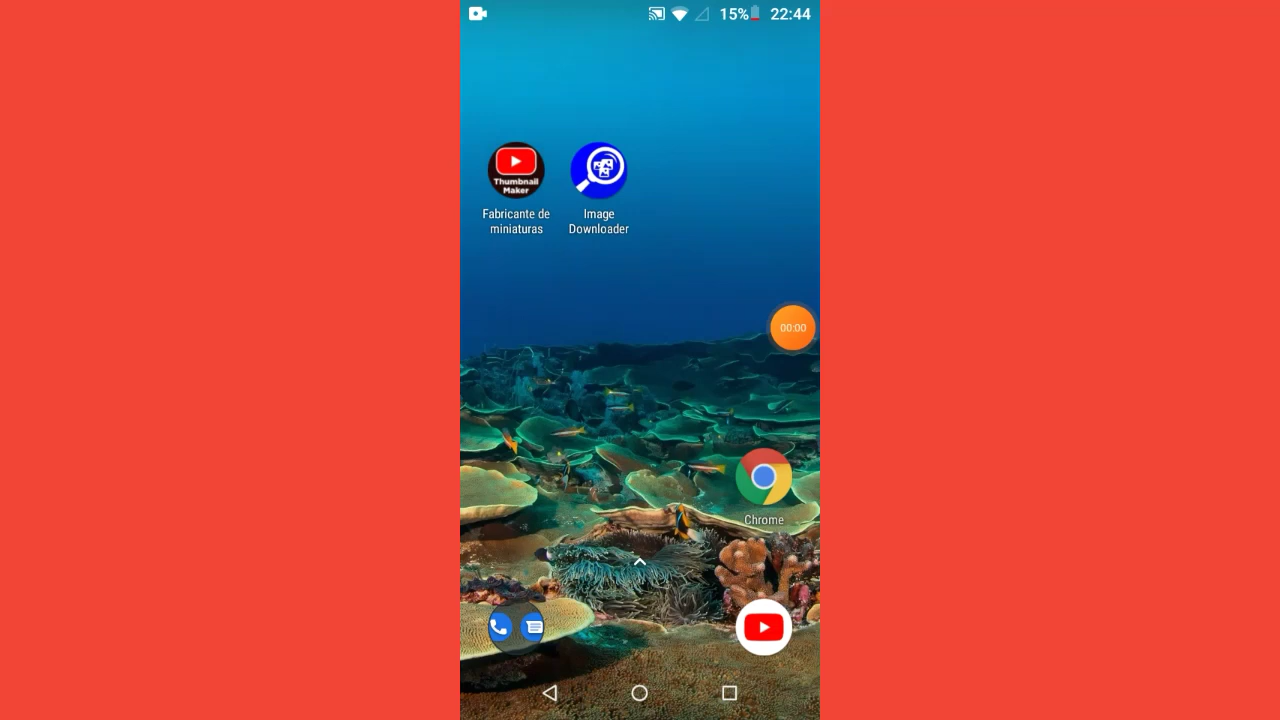 15% 22:44
Thumbnail
Maker
Fabricante de
miniaturas
Image
Downloader
00:00
Chrome